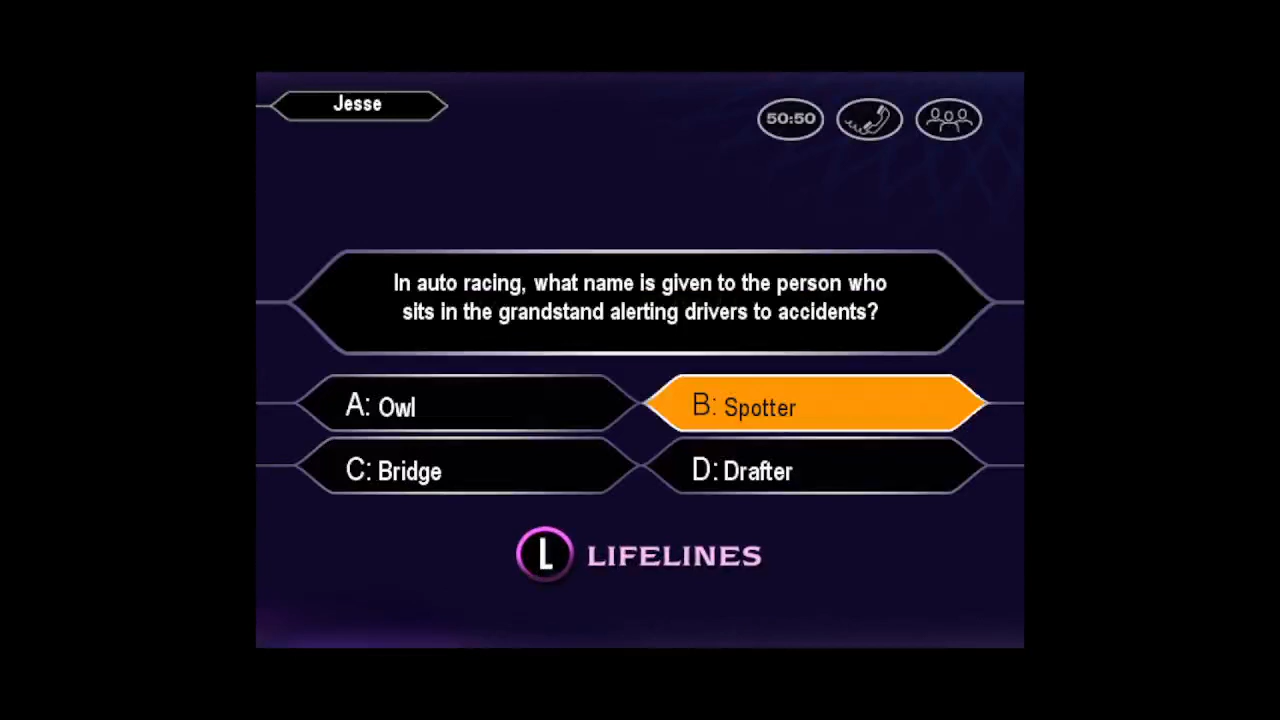 Jesse
50:50
In auto racing, what name is given to the person who
sits in the grandstand alerting drivers to accidents?
A: Owl
B: Spotter
C: Bridge
D: Drafter
L LIFELINES